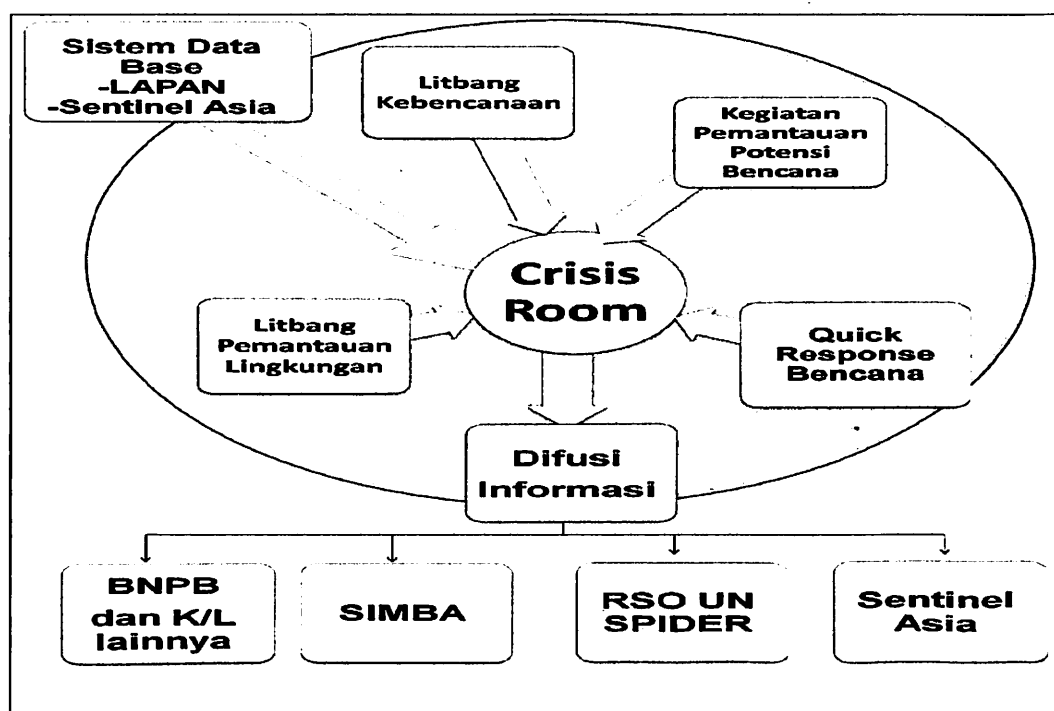 Sistem Data
Base
-LAPAN
-Sentinel Asia
Litbang
Kebencanaan
Kegiatan
Pemantauan
Potensi
Bencana
Crisis
Room
Litbang
Pemantauan
Lingkungan
Quick
Response
Bencana
Difusi
Informasi
BNPB
dan K/L
lainnya
SIMBA
RSO UN
SPIDER
Sentinel
Asia